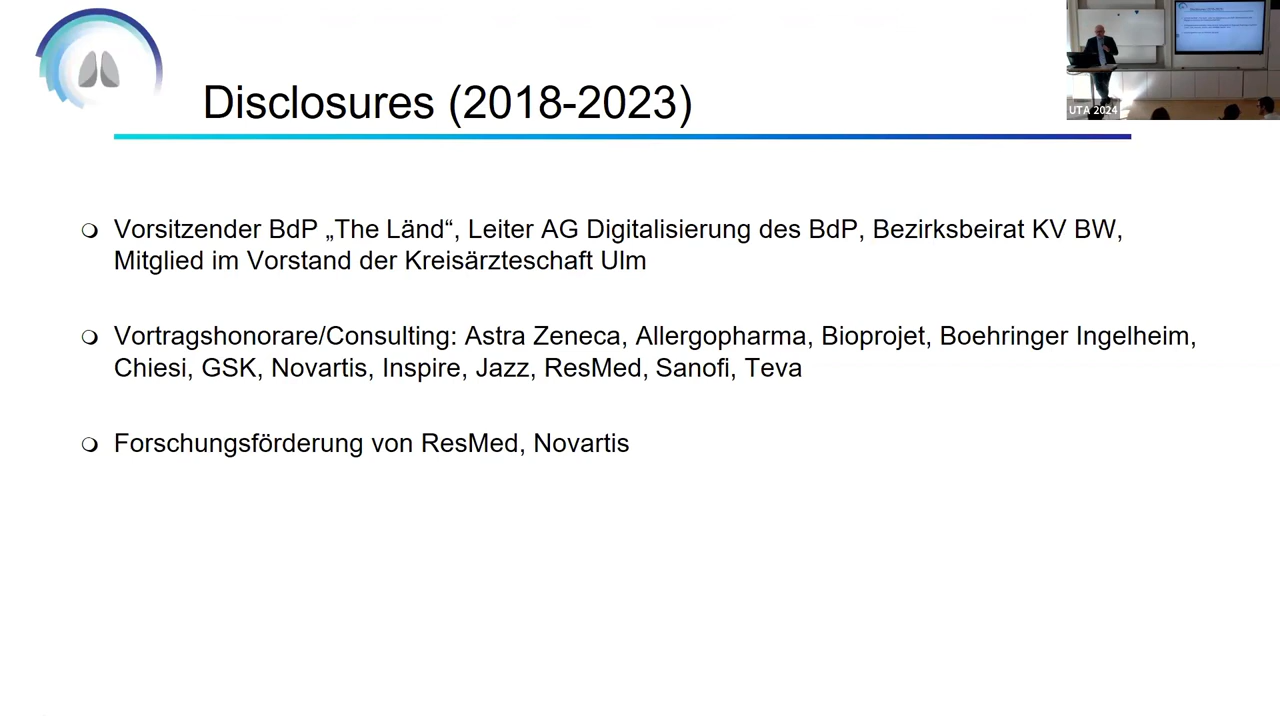 Disclosures (2018-2023)
UTA 2024
Vorsitzender BdP „The Länd“, Leiter AG Digitalisierung des BdP, Bezirksbeirat KV BW,
Mitglied im Vorstand der Kreisärzteschaft Ulm
Vortragshonorare/Consulting: Astra Zeneca, Allergopharma, Bioprojet, Boehringer Ingelheim,
Chiesi, GSK, Novartis, Inspire, Jazz, ResMed, Sanofi, Teva
Forschungsförderung von ResMed, Novartis